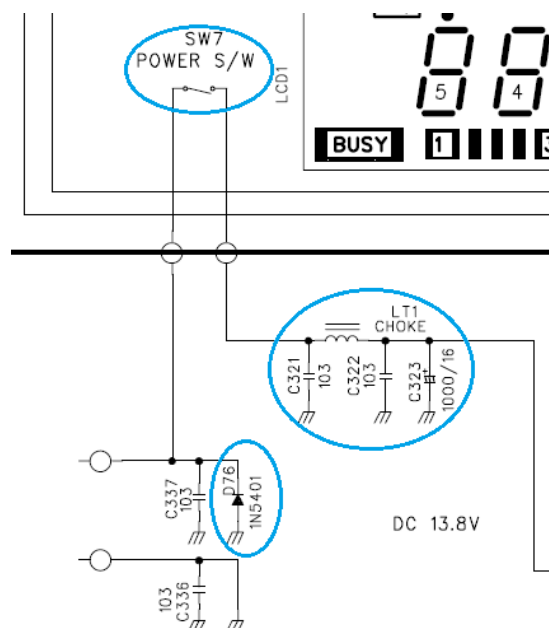 SW7
POWER S/W
LCD1
5 4
BUSY 1
LT1
CHOKE
C321
103
C322
103
C323
+
1000/16
C337
103
D76
1N5401
DC 13.8V
103
C336